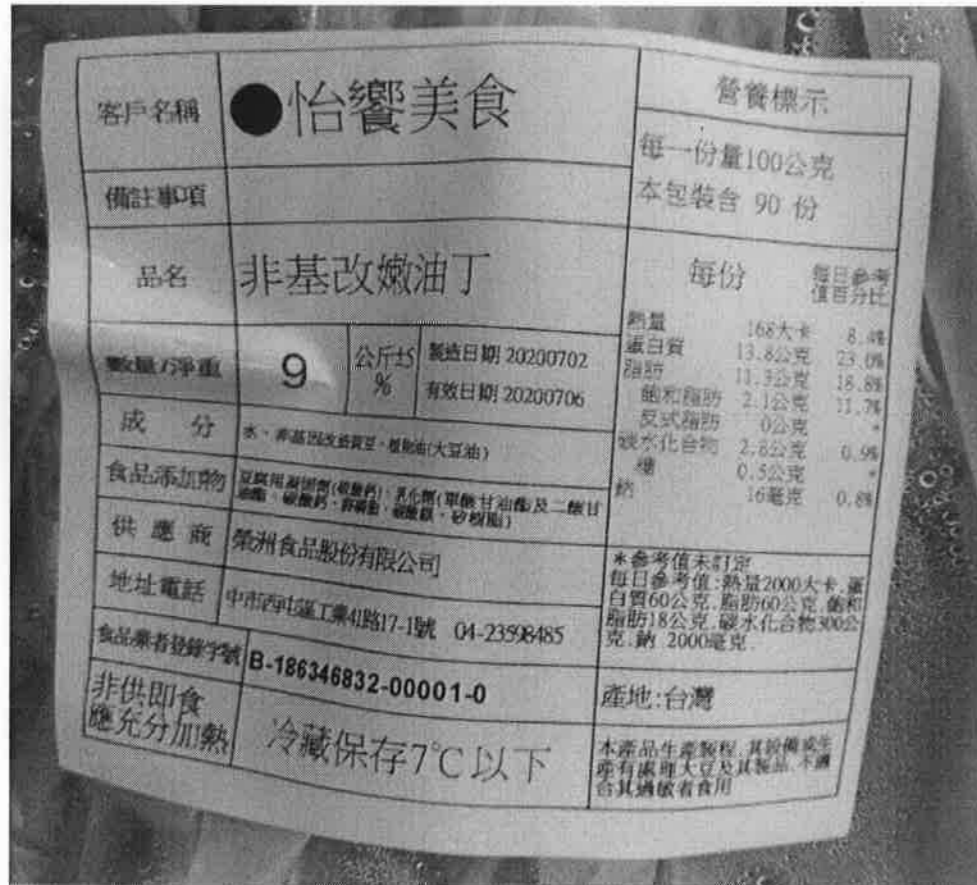 客戶名稱 ●怡饗美食
備註事項
品名 非基改嫩油丁
數量/淨重 9 公斤±5% 製造日期 20200702
有效日期 20200706
成 分 水、非基因改造黃豆、植物油(大豆油)
食品添加物 豆腐用凝固劑(硫酸鈣)、乳化劑(單酸甘油酯及二酸甘
油酯、碳酸鈣、碳酸鎂、矽樹脂)
供 應 商 榮洲食品股份有限公司
地址電話 中市西屯區工業41路17-1號 04-23598485
食品業者登錄字號 B-186346832-00001-0
非供即食
應充分加熱
冷藏保存7℃以下
營養標示
每一份量100公克
本包裝含 90 份
每份 每日參考
值百分比
熱量 168大卡 8.4%
蛋白質 13.8公克 23.0%
脂肪 11.3公克 18.8%
飽和脂肪 2.1公克 11.7%
反式脂肪 0公克 *
碳水化合物 2.8公克 0.9%
糖 0.5公克 *
鈉 16毫克 0.8%
*參考值未訂定
每日參考值:熱量2000大卡.蛋
白質60公克.脂肪60公克.飽和
脂肪18公克.碳水化合物300公
克.鈉 2000毫克.
產地:台灣
本產品生產製程,其設備或生
產有處理大豆及其製品,不適
合其過敏者食用